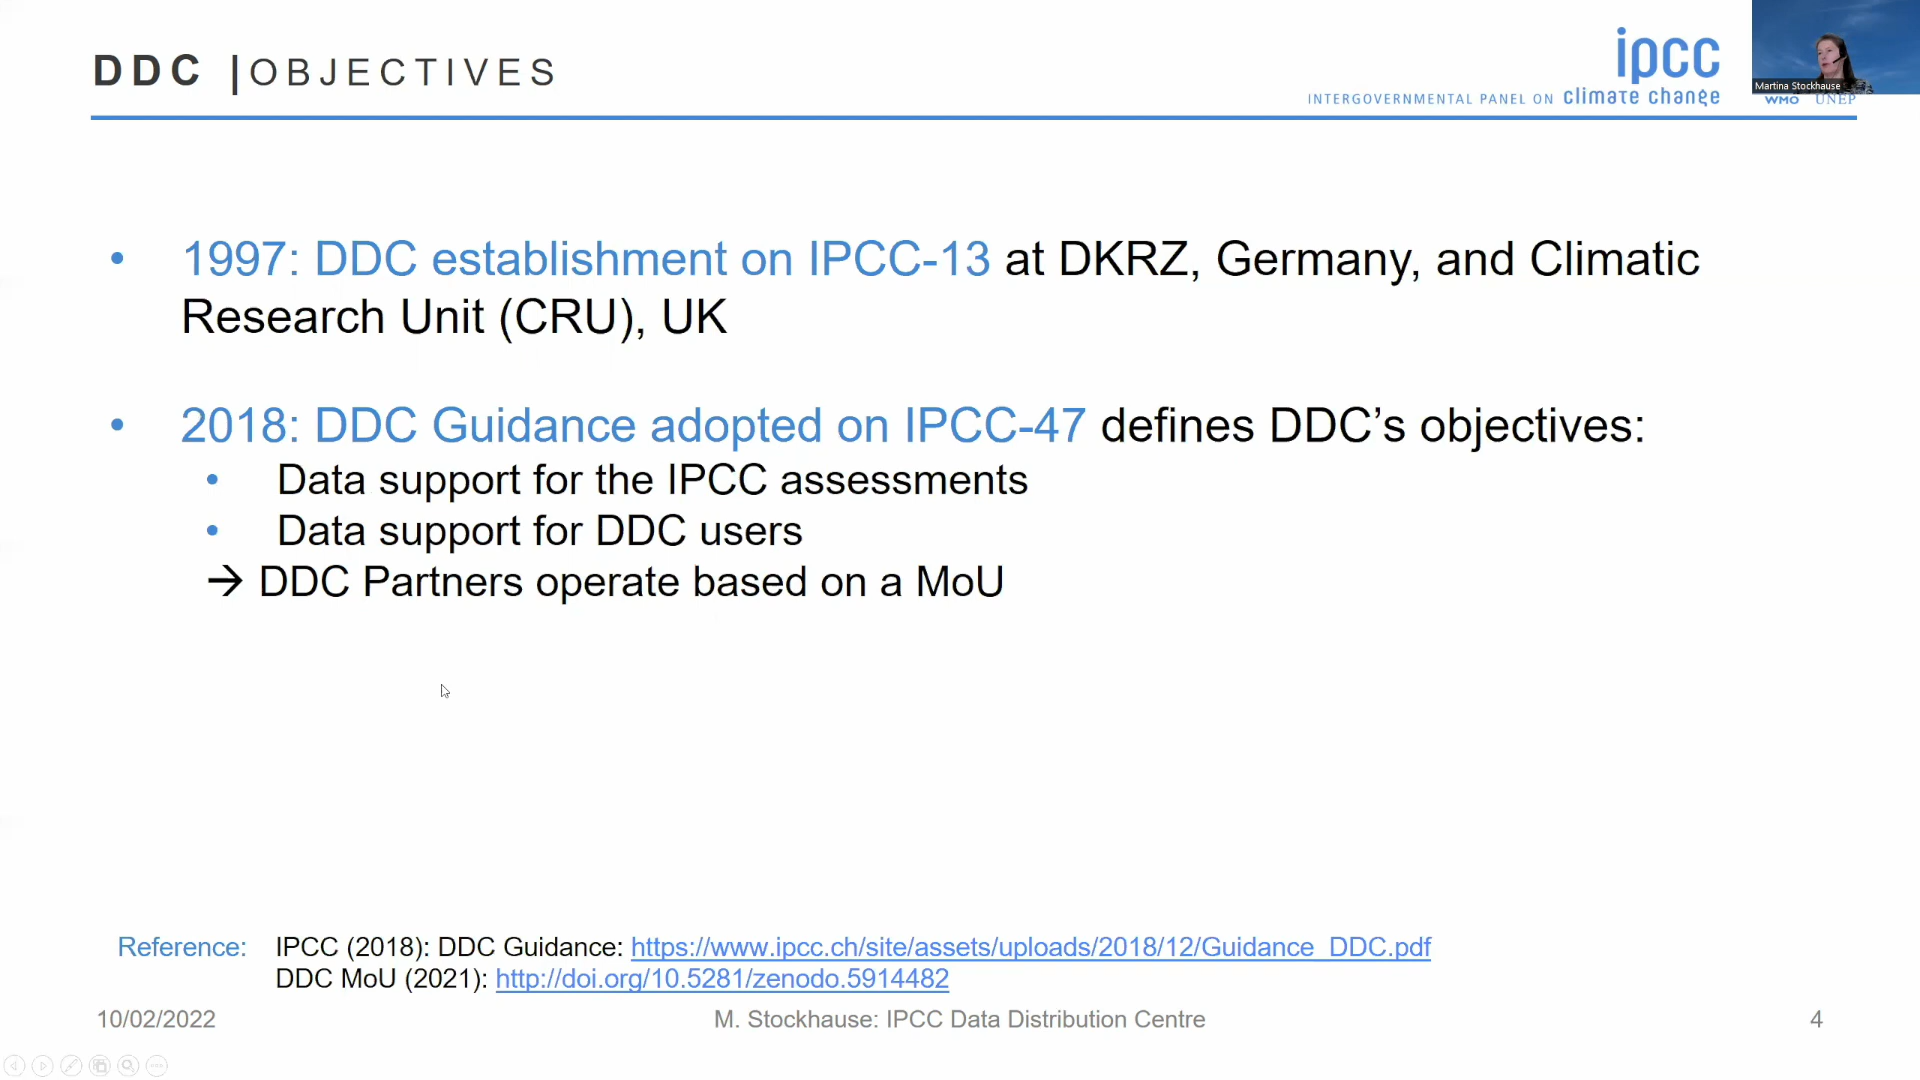 DDC |OBJECTIVES
ipcc
INTERGOVERNMENTAL PANEL ON climate change
Martina Stockhause
WMO UNEP
• 1997: DDC establishment on IPCC-13 at DKRZ, Germany, and Climatic
Research Unit (CRU), UK
• 2018: DDC Guidance adopted on IPCC-47 defines DDC’s objectives:
• Data support for the IPCC assessments
• Data support for DDC users
→ DDC Partners operate based on a MoU
Reference: IPCC (2018): DDC Guidance: https://www.ipcc.ch/site/assets/uploads/2018/12/Guidance_DDC.pdf
DDC MoU (2021): http://doi.org/10.5281/zenodo.5914482
10/02/2022 M. Stockhause: IPCC Data Distribution Centre 4